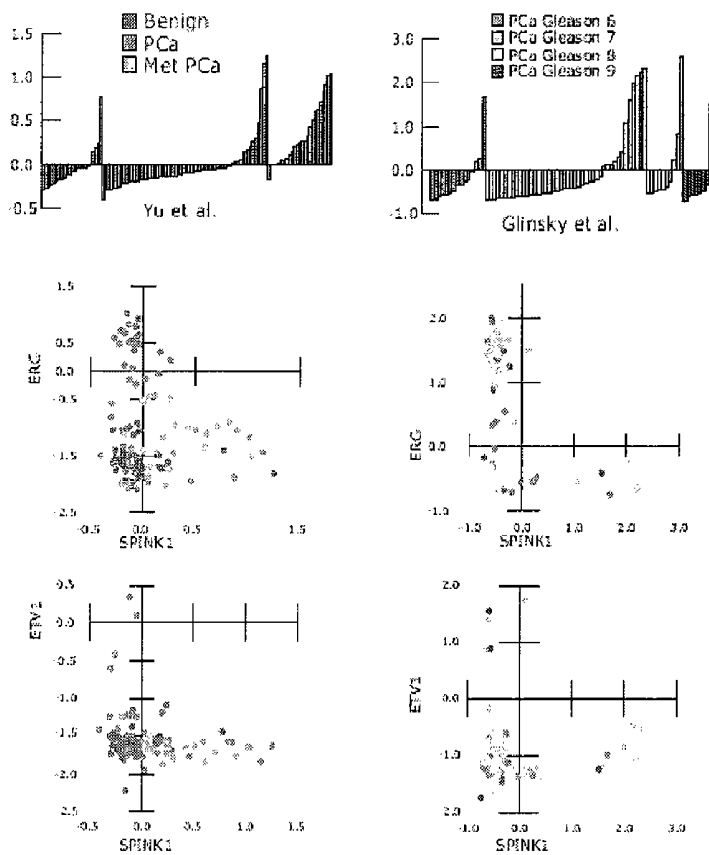 Benign
PCa
Met PCa
1.5
1.0
0.5
0.0
-0.5
Yu et al.
PCa Gleason 6
PCa Gleason 7
PCa Gleason 8
PCa Gleason 9
3.0
2.0
1.0
0.0
-1.0
Glinsky et al.
1.5
0.5
0.0
-0.5
-1.5
-2.5
ERG
-0.5 0.0 0.5 1.5
SPINK1
2.0
1.0
0.0
-1.0
ERG
-1.0 0.0 1.0 2.0 3.0
SPINK1
0.5
0.0
-0.5
-1.0
-1.5
-2.0
-2.5
ETV1
-0.5 0.0 0.5 1.0 1.5
SPINK1
2.0
1.0
0.0
-1.0
2.0
ETV1
-1.0 0.0 1.0 2.0 3.0
SPINK1